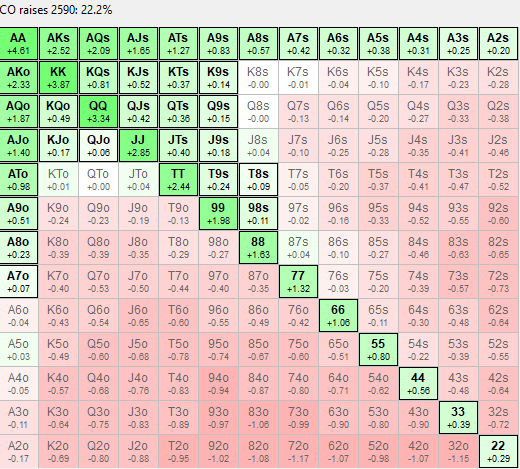 CO raises 2590: 22.2%
AA AKs AQs AJs ATs A9s A8s A7s A6s A5s A4s A3s A2s
+4.61 +2.52 +2.09 +1.65 +1.27 +0.83 +0.57 +0.42 +0.32 +0.38 +0.31 +0.25 +0.20
AKo KK KQs KJs KTs K9s K8s K7s K6s K5s K4s K3s K2s
+2.33 +3.87 +0.81 +0.52 +0.37 +0.14 -0.00 +0.01 -0.04 -0.10 -0.17 -0.23 -0.28
AQo KQo QQ QJs QTs Q9s Q8s Q7s Q6s Q5s Q4s Q3s Q2s
+1.87 +0.49 +3.34 +0.42 +0.36 +0.15 -0.00 -0.13 -0.14 -0.20 -0.27 -0.33 -0.38
AJo KJo QJo JJ JTs J9s J8s J7s J6s J5s J4s J3s J2s
+1.40 +0.17 +0.06 +2.85 +0.40 +0.18 +0.04 -0.10 -0.25 -0.28 -0.35 -0.41 -0.46
ATo KTo QTo JTo TT T9s T8s T7s T6s T5s T4s T3s T2s
+0.98 +0.01 +0.00 +0.04 +2.44 +0.24 +0.09 -0.05 -0.20 -0.37 -0.41 -0.47 -0.52
A9o K9o Q9o J9o T9o 99 98s 97s 96s 95s 94s 93s 92s
+0.51 -0.24 -0.23 -0.19 -0.13 +1.98 +0.11 -0.02 -0.16 -0.33 -0.52 -0.55 -0.60
A8o K8o Q8o J8o T8o 98o 88 87s 86s 85s 84s 83s 82s
+0.23 -0.39 -0.39 -0.35 -0.28 -0.27 +1.63 +0.04 -0.10 -0.27 -0.46 -0.63 -0.65
A7o K7o Q7o J7o T7o 97o 87o 77 76s 75s 74s 73s 72s
+0.07 -0.40 -0.53 -0.50 -0.44 -0.40 -0.35 +1.32 -0.03 -0.20 -0.39 -0.57 -0.73
A6o K6o Q6o J6o T6o 96o 86o 76o 66 65s 64s 63s 62s
-0.04 -0.43 -0.54 -0.65 -0.60 -0.55 -0.49 -0.42 +1.06 -0.11 -0.30 -0.48 -0.64
A5o K5o Q5o J5o T5o 95o 85o 75o 65o 55 54s 53s 52s
+0.03 -0.49 -0.60 -0.68 -0.78 -0.74 -0.67 -0.60 -0.51 +0.80 -0.22 -0.39 -0.55
A4o K4o Q4o J4o T4o 94o 84o 74o 64o 54o 44 43s 42s
-0.05 -0.57 -0.68 -0.76 -0.83 -0.94 -0.87 -0.80 -0.71 -0.62 +0.56 -0.48 -0.64
A3o K3o Q3o J3o T3o 93o 83o 73o 63o 53o 43o 33 32s
-0.11 -0.64 -0.75 -0.83 -0.89 -0.97 -1.06 -0.99 -0.90 -0.80 -0.90 +0.39 -0.72
A2o K2o Q2o J2o T2o 92o 82o 72o 62o 52o 42o 32o 22
-0.17 -0.69 -0.80 -0.88 -0.95 -1.02 -1.08 -1.17 -1.07 -0.98 -1.07 -1.15 +0.29